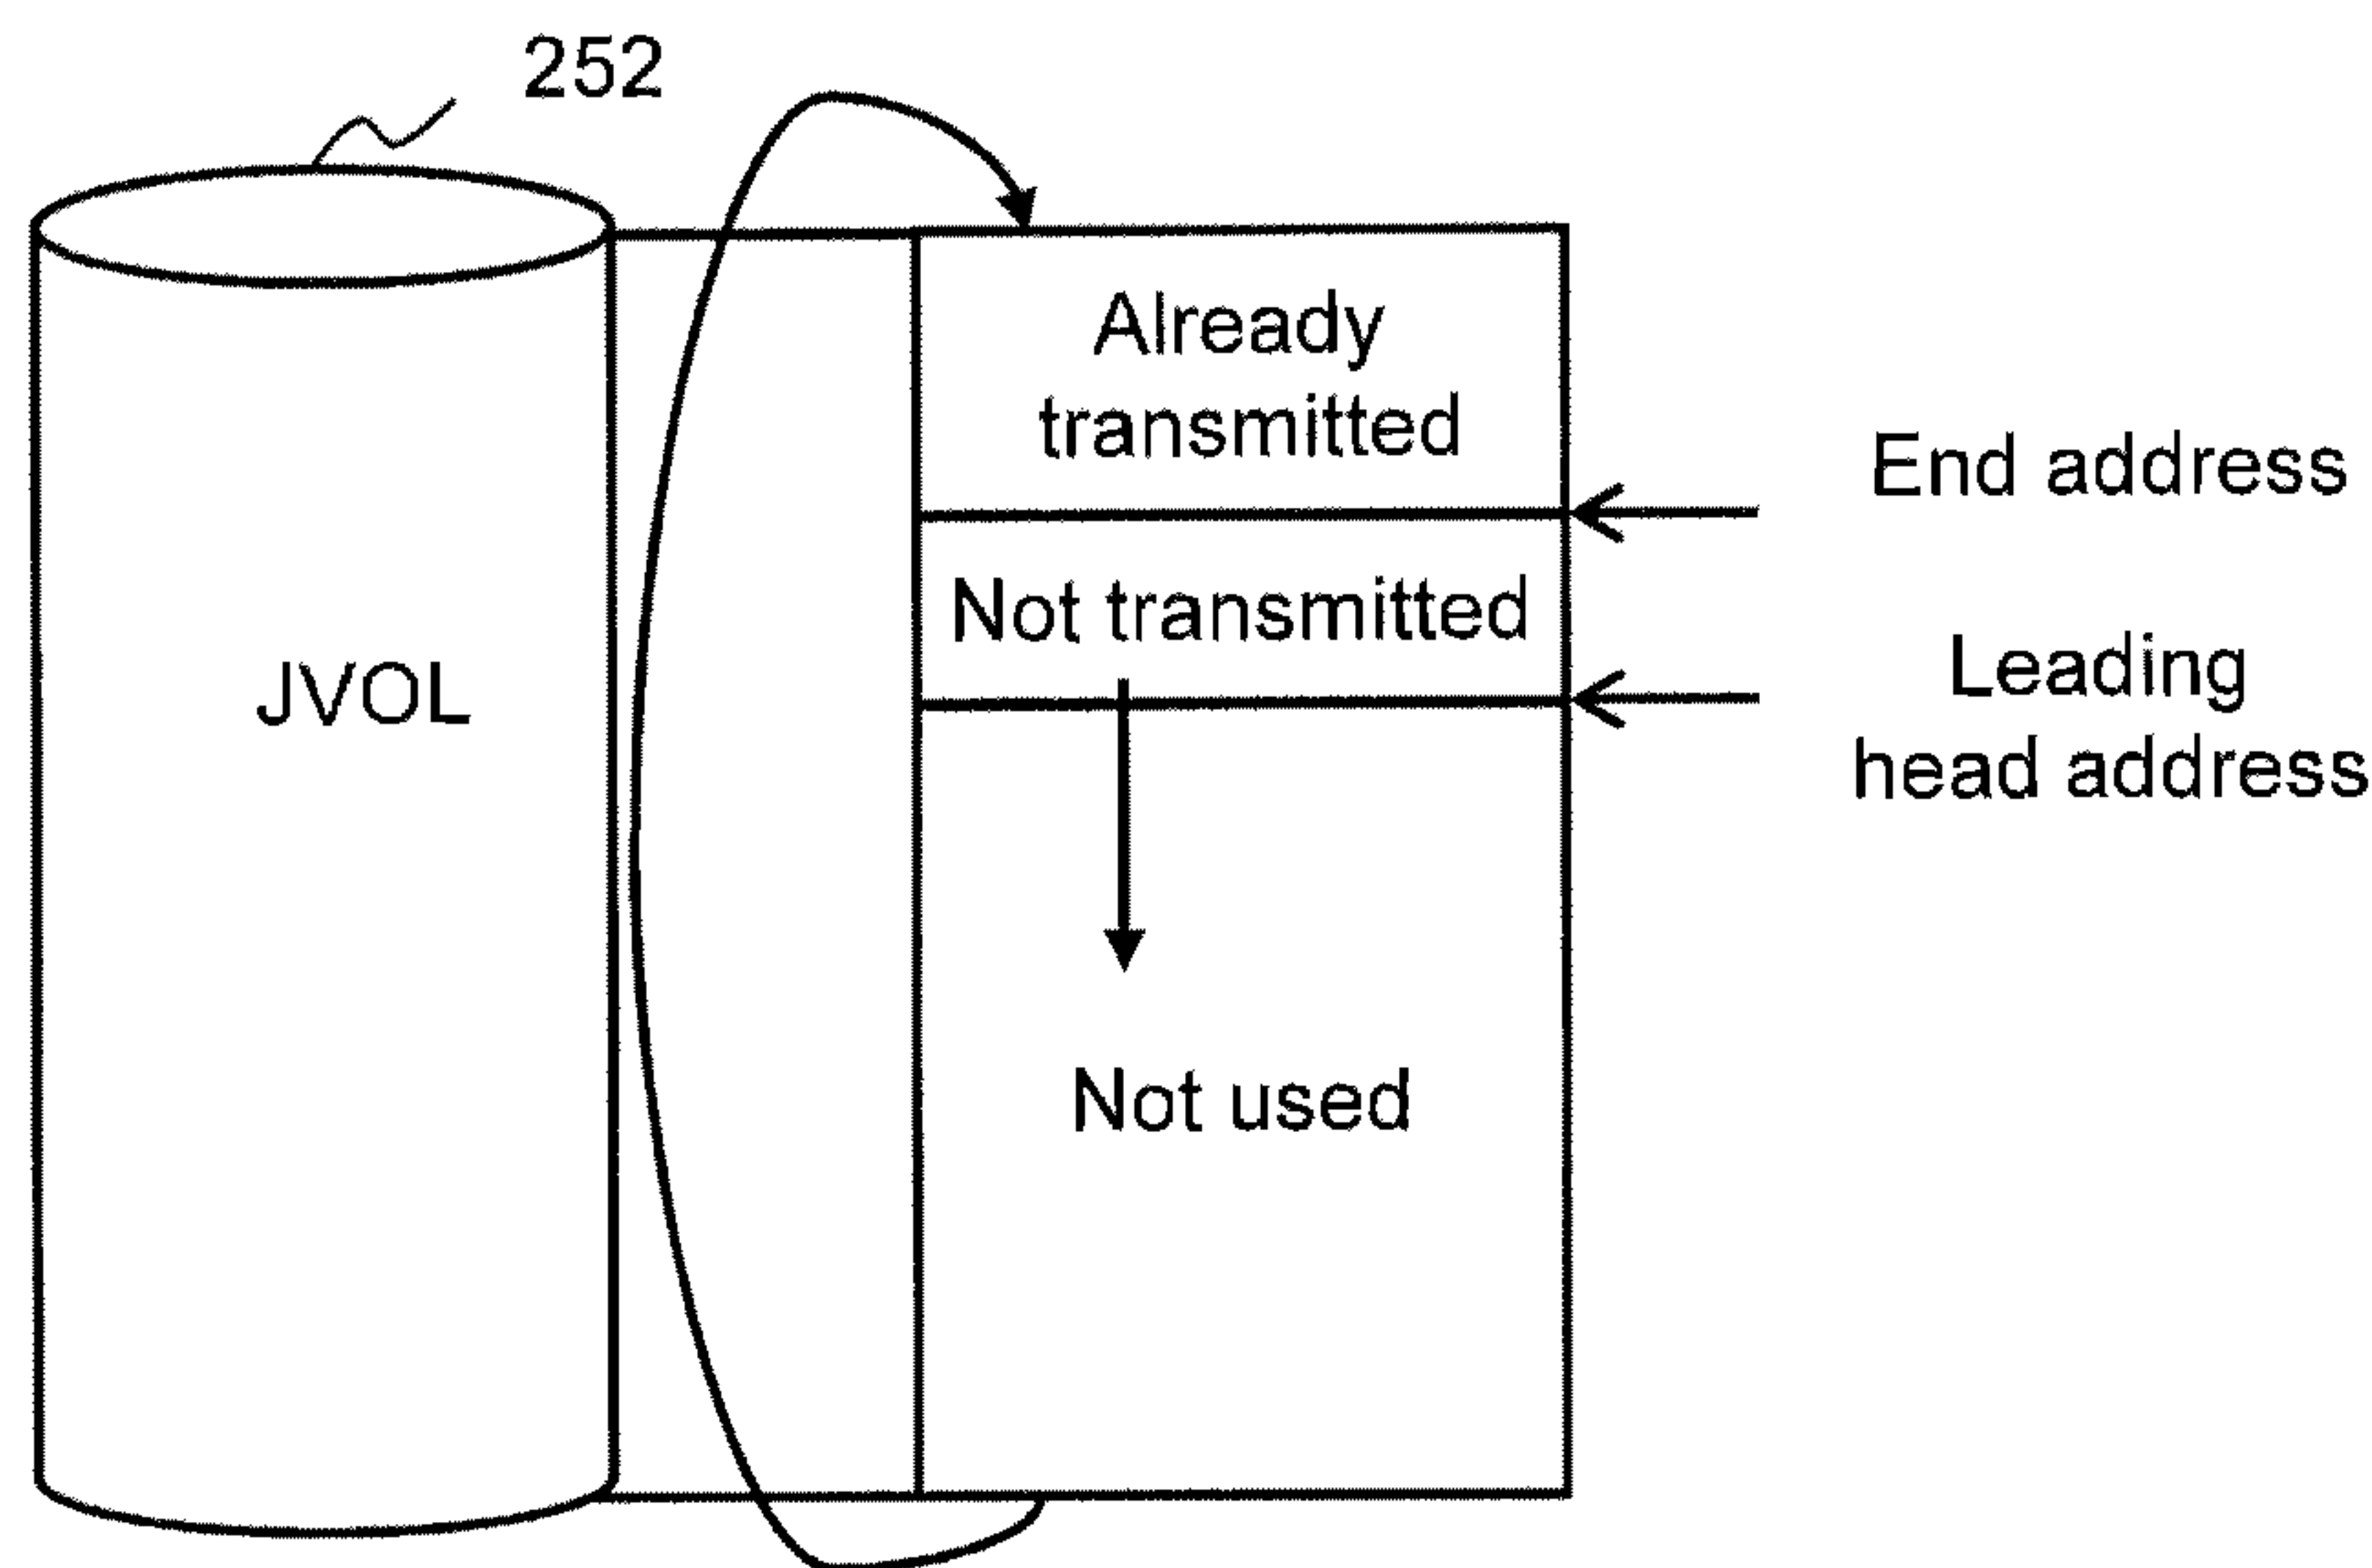 252
JVOL
Already
transmitted
Not transmitted
Not used
End address
Leading
head address